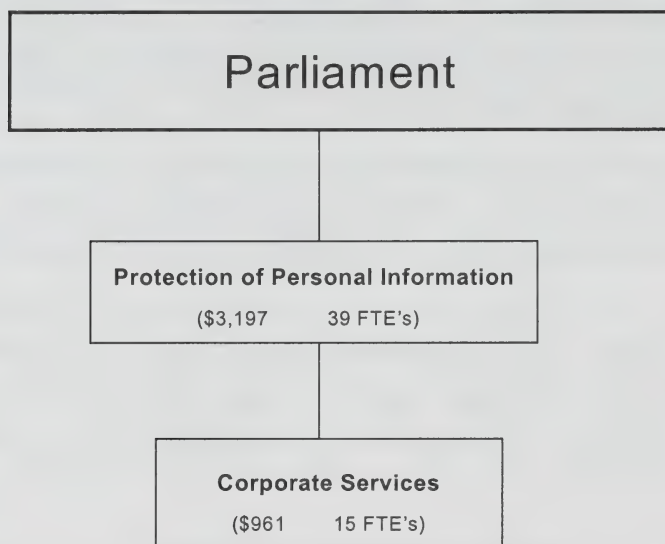 Parliament
Protection of Personal Information
($3,197 39 FTE's)
Corporate Services
($961 15 FTE's)